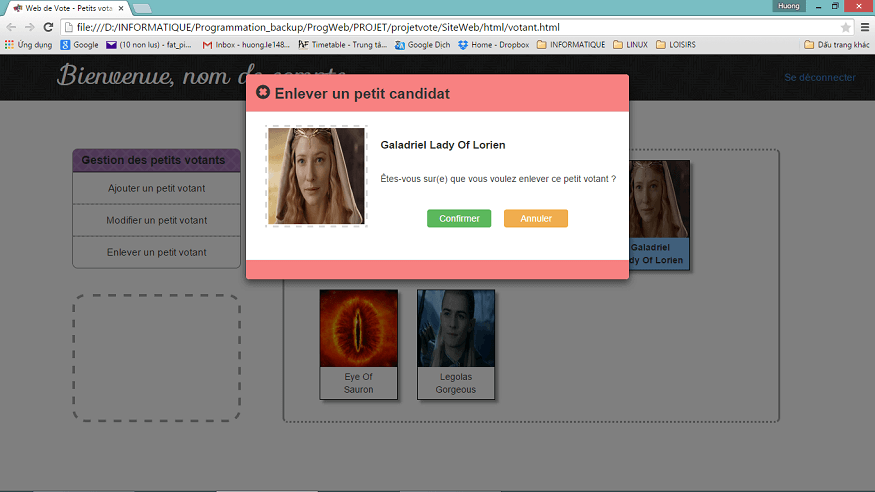 Huong
Web de Vote - Petits vota
file:///D:/INFORMATIQUE/Programmation_backup/ProgWeb/PROJET/projetvote/SiteWeb/html/votant.html
Ứng dụng Google (10 non lus) - fat_pi... Inbox - huong.le148... Timetable - Trung tâ... Google Dịch Home - Dropbox INFORMATIQUE LINUX LOISIRS Dấu trang khác
Bienvenue, nom de compte
Se déconnecter
Enlever un petit candidat
Galadriel Lady Of Lorien
Êtes-vous sur(e) que vous voulez enlever ce petit votant ?
Confirmer Annuler
Gestion des petits votants
Ajouter un petit votant
Modifier un petit votant
Enlever un petit votant
Galadriel
dy Of Lorien
Eye Of
Sauron
Legolas
Gorgeous